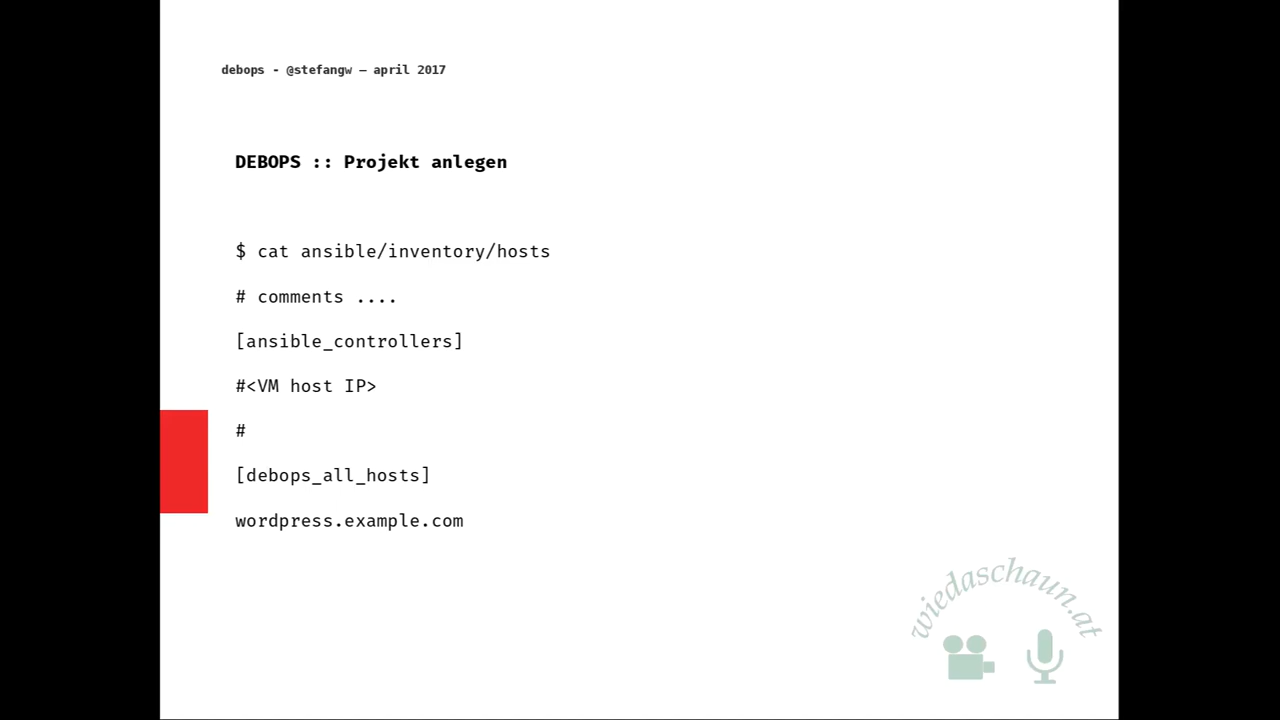 debops - @stefangw – april 2017
DEBOPS :: Projekt anlegen
$ cat ansible/inventory/hosts
# comments ....
[ansible_controllers]
#<VM host IP>
#
[debops_all_hosts]
wordpress.example.com
wiedaschaun.at